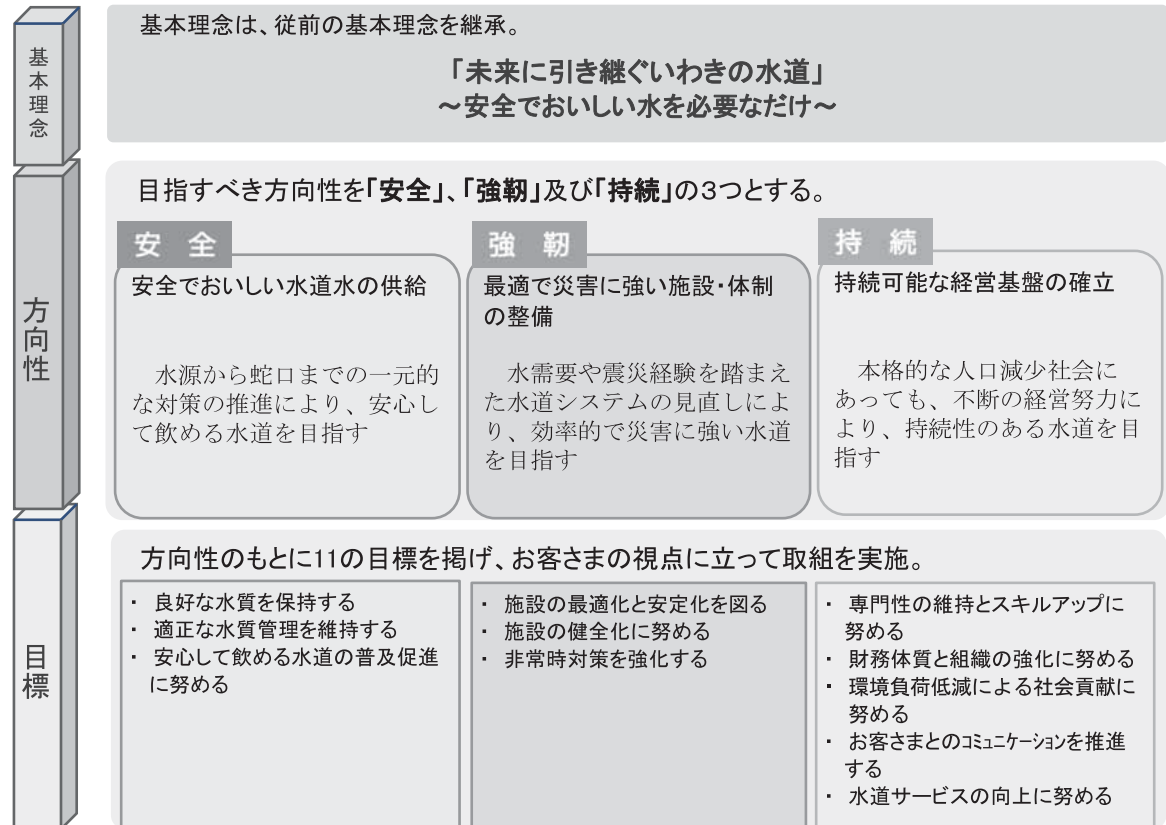 基本理念
基本理念は、従前の基本理念を継承。
「未来に引き継ぐいわきの水道」
～安全でおいしい水を必要なだけ～
方向性
目指すべき方向性を「安全」、「強靭」及び「持続」の3つとする。
安 全
安全でおいしい水道水の供給
水源から蛇口までの一元的
な対策の推進により、安心し
て飲める水道を目指す
強 靭
最適で災害に強い施設・体制
の整備
水需要や震災経験を踏まえ
た水道システムの見直しによ
り、効率的で災害に強い水道
を目指す
持 続
持続可能な経営基盤の確立
本格的な人口減少社会に
あっても、不断の経営努力に
より、持続性のある水道を目
指す
目標
方向性のもとに11の目標を掲げ、お客さまの視点に立って取組を実施。
・ 良好な水質を保持する
・ 適正な水質管理を維持する
・ 安心して飲める水道の普及促進
に努める
・ 施設の最適化と安定化を図る
・ 施設の健全化に努める
・ 非常時対策を強化する
・ 専門性の維持とスキルアップに
努める
・ 財務体質と組織の強化に努める
・ 環境負荷低減による社会貢献に
努める
・ お客さまとのｺﾐｭﾆｹｰｼｮﾝを推進
する
・ 水道サービスの向上に努める